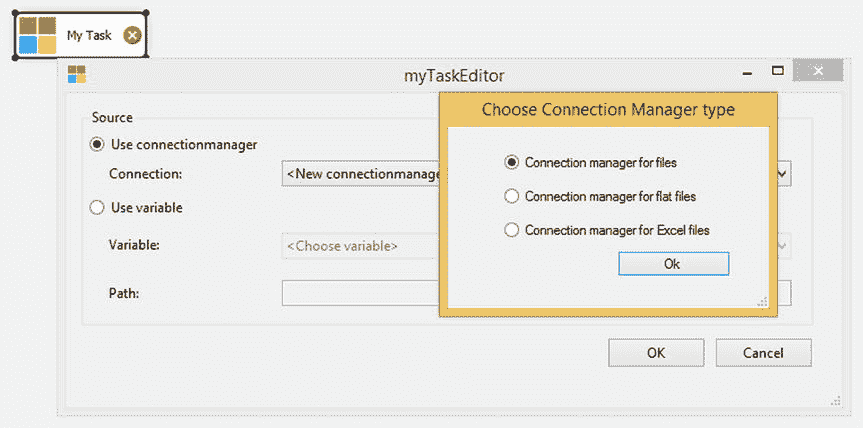 My Task
myTaskEditor
Choose Connection Manager type
Source
Use connectionmanager
Connection:
<New connectionmanage
Use variable
Variable:
<Choose variable>
Path:
Connection manager for files
Connection manager for flat files
Connection manager for Excel files
Ok
OK
Cancel